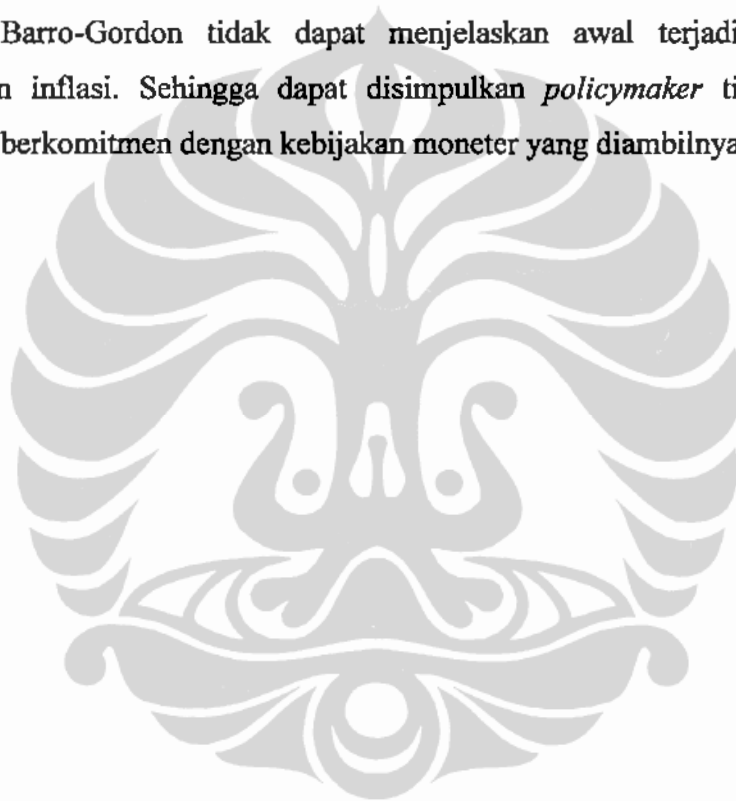 Barro-Gordon tidak dapat menjelaskan awal terjadi
n inflasi. Sehingga dapat disimpulkan policymaker ti
berkomitmen dengan kebijakan moneter yang diambilnya